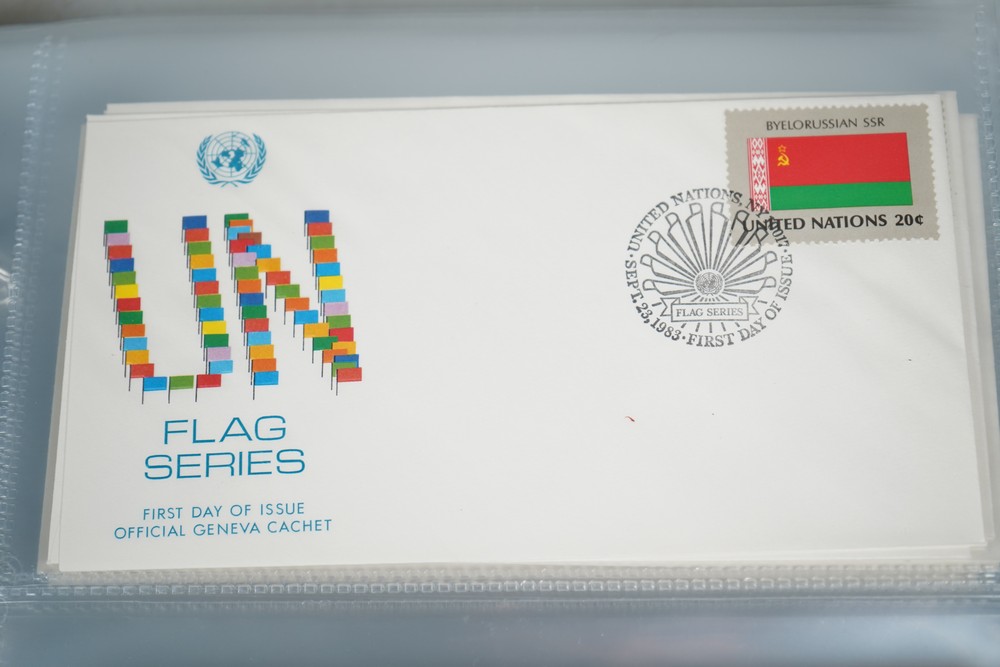 BYELORUSSIAN SSR
UNITED NATIONS 20¢
UNITED NATIONS, N.Y. 10017 · SEPT. 23, 1983 · FIRST DAY OF ISSUE ·
FLAG SERIES
FLAG
SERIES
FIRST DAY OF ISSUE
OFFICIAL GENEVA CACHET